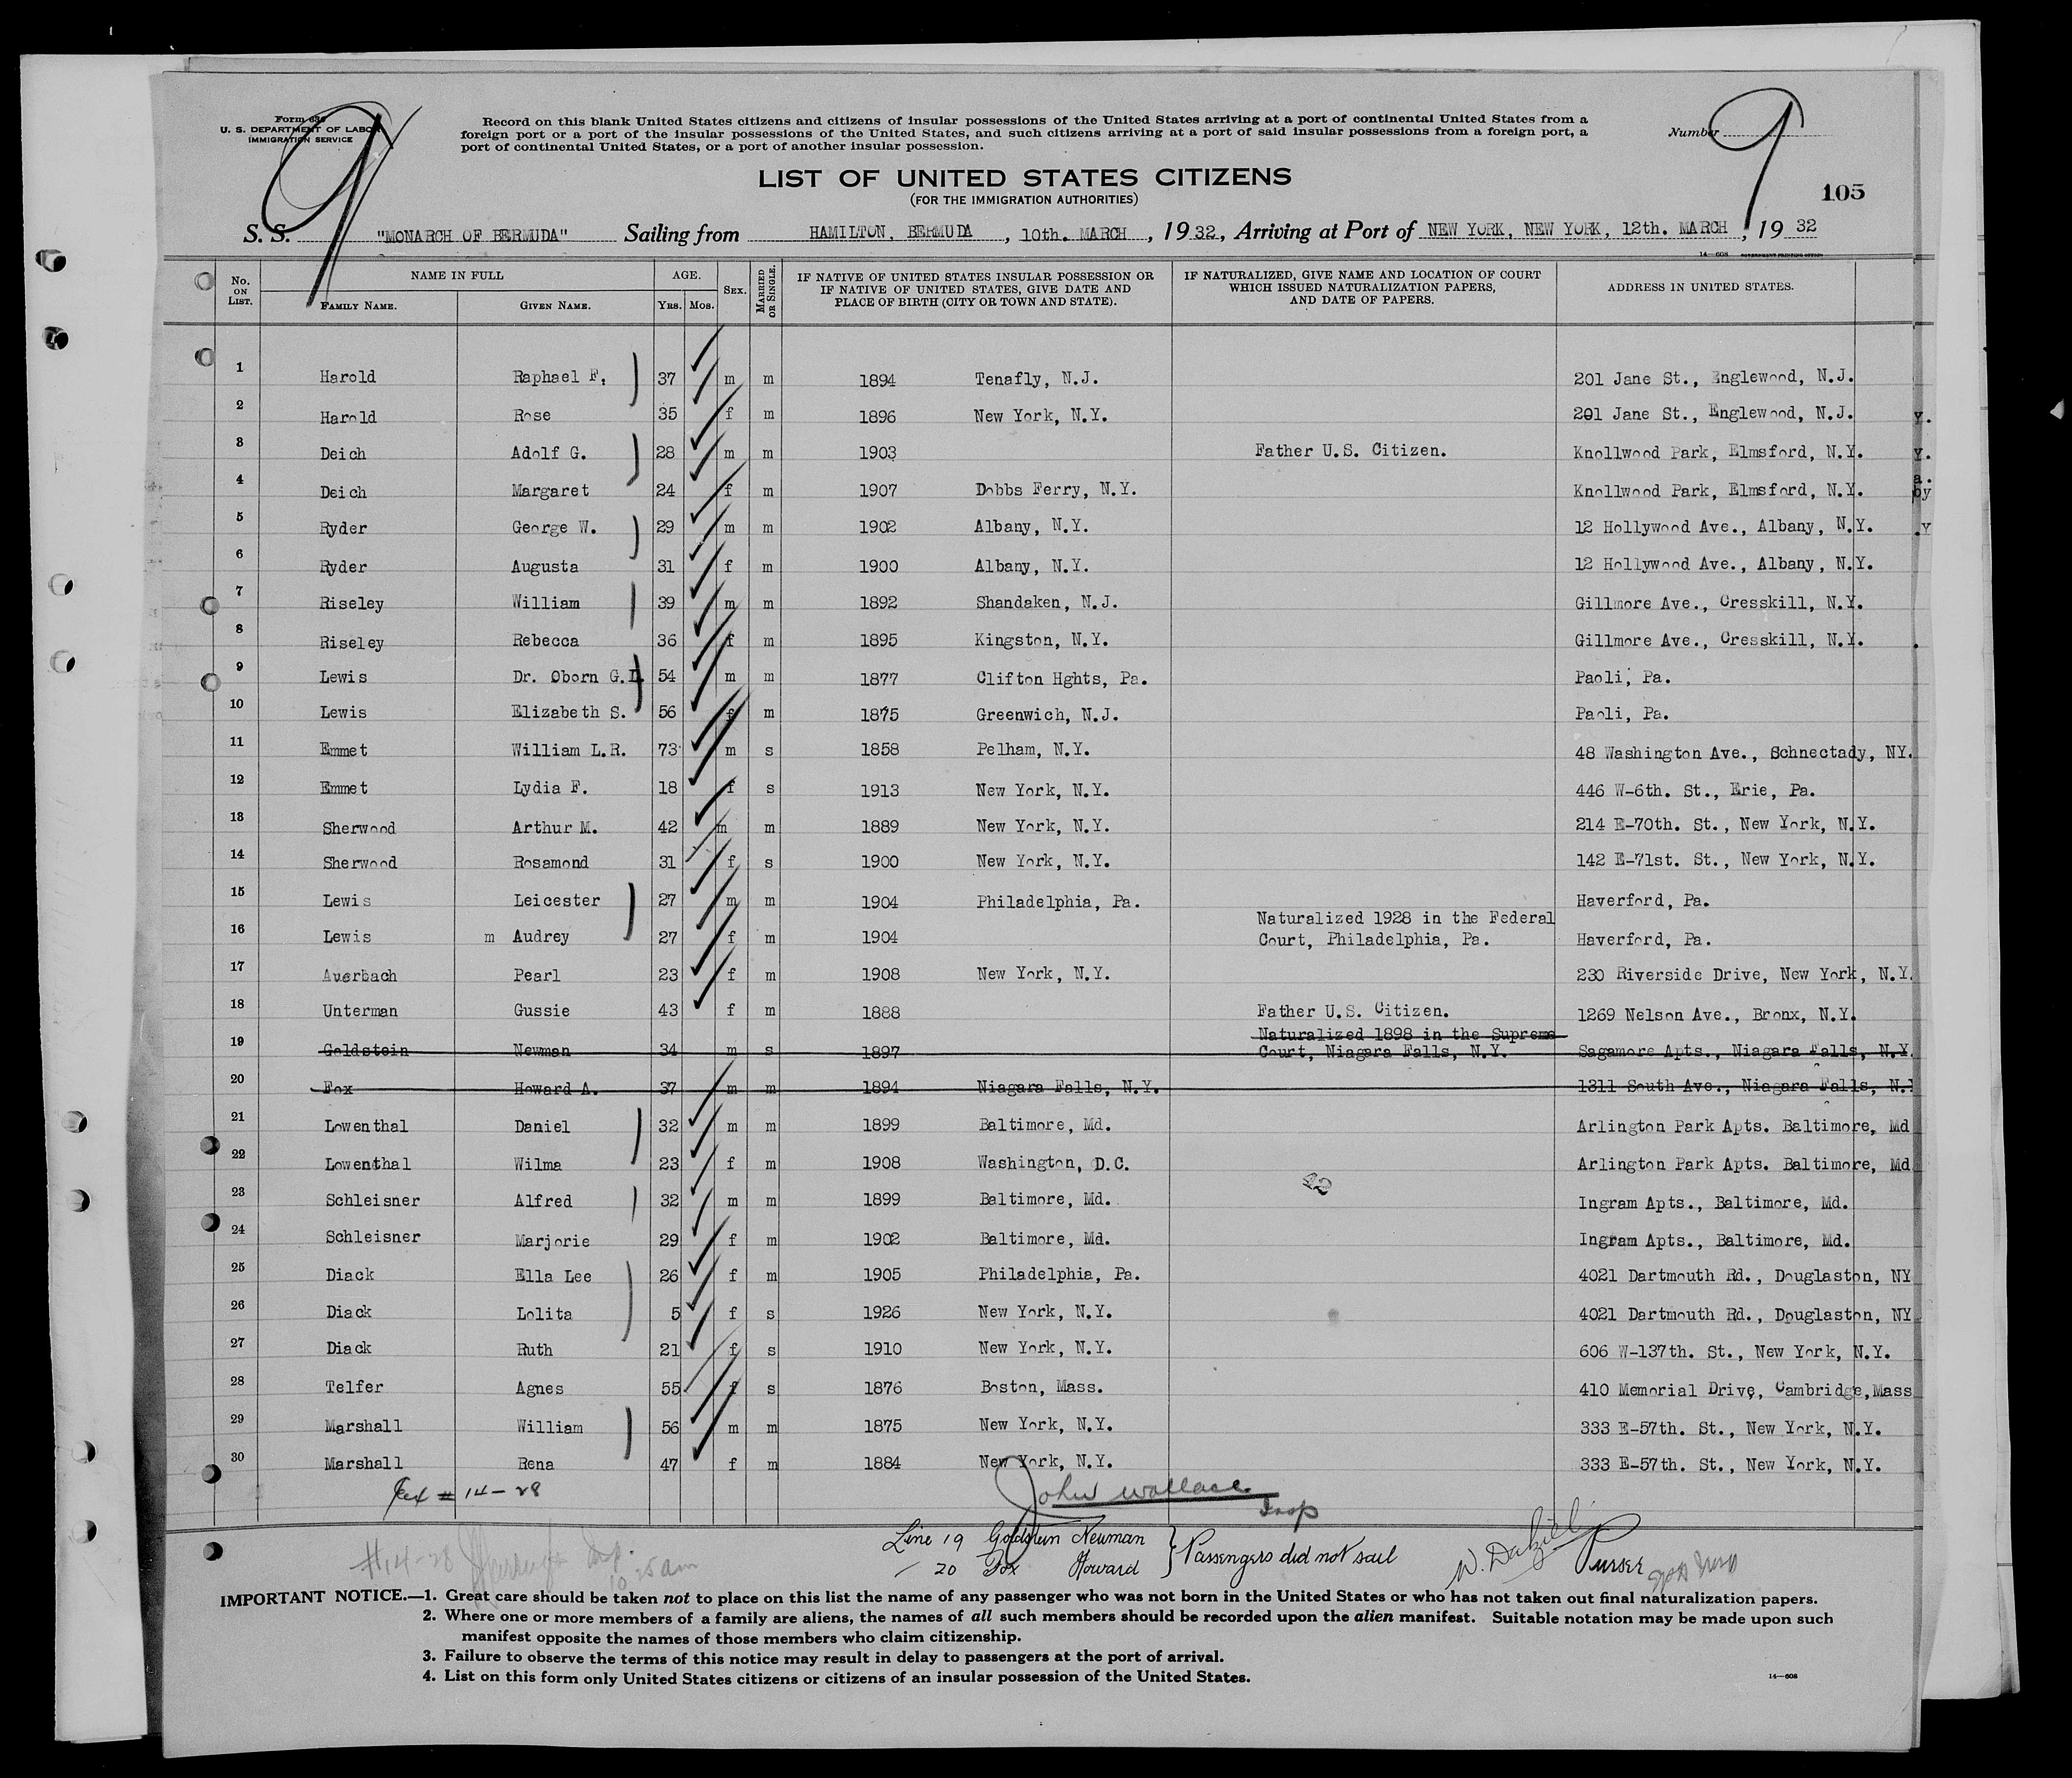 Form 630
U. S. DEPARTMENT OF LABOR
IMMIGRATION SERVICE
9
Record on this blank United States citizens and citizens of insular possessions of the United States arriving at a port of continental United States from a
foreign port or a port of the insular possessions of the United States, and such citizens arriving at a port of said insular possessions from a foreign port, a
port of continental United States, or a port of another insular possession.
Number 9
LIST OF UNITED STATES CITIZENS
(FOR THE IMMIGRATION AUTHORITIES)
105
S. S. "MONARCH OF BERMUDA" Sailing from HAMILTON, BERMUDA, 10th. MARCH, 1932, Arriving at Port of NEW YORK, NEW YORK, 12th. MARCH, 1932
14—608 GOVERNMENT PRINTING OFFICE
No. ON LIST. NAME IN FULL FAMILY NAME. GIVEN NAME. AGE. YRS. MOS. SEX. MARRIED OR SINGLE. IF NATIVE OF UNITED STATES INSULAR POSSESSION OR IF NATIVE OF UNITED STATES, GIVE DATE AND PLACE OF BIRTH (CITY OR TOWN AND STATE). IF NATURALIZED, GIVE NAME AND LOCATION OF COURT WHICH ISSUED NATURALIZATION PAPERS, AND DATE OF PAPERS. ADDRESS IN UNITED STATES.
1 Harold Raphael F. 37 m m 1894 Tenafly, N.J. 201 Jane St., Englewood, N.J.
2 Harold Rose 35 f m 1896 New York, N.Y. 201 Jane St., Englewood, N.J.
3 Deich Adolf G. 28 m m 1903 Father U.S. Citizen. Knollwood Park, Elmsford, N.Y.
4 Deich Margaret 24 f m 1907 Dobbs Ferry, N.Y. Knollwood Park, Elmsford, N.Y.
5 Ryder George W. 29 m m 1902 Albany, N.Y. 12 Hollywood Ave., Albany, N.Y.
6 Ryder Augusta 31 f m 1900 Albany, N.Y. 12 Hollywood Ave., Albany, N.Y.
7 Riseley William 39 m m 1892 Shandaken, N.J. Gillmore Ave., Cresskill, N.Y.
8 Riseley Rebecca 36 f m 1895 Kingston, N.Y. Gillmore Ave., Cresskill, N.Y.
9 Lewis Dr. Oborn G.L. 54 m m 1877 Clifton Hghts, Pa. Paoli, Pa.
10 Lewis Elizabeth S. 56 f m 1875 Greenwich, N.J. Paoli, Pa.
11 Emmet William L.R. 73 m s 1858 Pelham, N.Y. 48 Washington Ave., Schnectady, NY.
12 Emmet Lydia F. 18 f s 1913 New York, N.Y. 446 W-6th. St., Erie, Pa.
13 Sherwood Arthur M. 42 m m 1889 New York, N.Y. 214 E-70th. St., New York, N.Y.
14 Sherwood Rosamond 31 f s 1900 New York, N.Y. 142 E-71st. St., New York, N.Y.
15 Lewis Leicester 27 m m 1904 Philadelphia, Pa. Haverford, Pa.
16 Lewis m Audrey 27 f m 1904 Naturalized 1928 in the Federal Court, Philadelphia, Pa. Haverford, Pa.
17 Auerbach Pearl 23 f m 1908 New York, N.Y. 230 Riverside Drive, New York, N.Y.
18 Unterman Gussie 43 f m 1888 Father U.S. Citizen. 1269 Nelson Ave., Bronx, N.Y.
19 Goldstein Newman 34 m s 1897 Naturalized 1898 in the Supreme Court, Niagara Falls, N.Y. Sagamore Apts., Niagara Falls, N.Y.
20 Fox Howard A. 37 m m 1894 Niagara Falls, N.Y. 1311 South Ave., Niagara Falls, N.Y
21 Lowenthal Daniel 32 m m 1899 Baltimore, Md. Arlington Park Apts. Baltimore, Md
22 Lowenthal Wilma 23 f m 1908 Washington, D.C. Arlington Park Apts. Baltimore, Md
23 Schleisner Alfred 32 m m 1899 Baltimore, Md. Ingram Apts., Baltimore, Md.
24 Schleisner Marjorie 29 f m 1902 Baltimore, Md. Ingram Apts., Baltimore, Md.
25 Diack Ella Lee 26 f m 1905 Philadelphia, Pa. 4021 Dartmouth Rd., Douglaston, NY
26 Diack Lolita 5 f s 1926 New York, N.Y. 4021 Dartmouth Rd., Douglaston, NY
27 Diack Ruth 21 f s 1910 New York, N.Y. 606 W-137th. St., New York, N.Y.
28 Telfer Agnes 55 f s 1876 Boston, Mass. 410 Memorial Drive, Cambridge, Mass
29 Marshall William 56 m m 1875 New York, N.Y. 333 E-57th. St., New York, N.Y.
30 Marshall Rena 47 f m 1884 New York, N.Y. 333 E-57th. St., New York, N.Y.
# 14-28
John Wallace
Insp
Line 19 Goldstein Newman
20 Fox Howard } Passengers did not sail
Purser
#14-28
IMPORTANT NOTICE.—1. Great care should be taken not to place on this list the name of any passenger who was not born in the United States or who has not taken out final naturalization papers.
2. Where one or more members of a family are aliens, the names of all such members should be recorded upon the alien manifest. Suitable notation may be made upon such
manifest opposite the names of those members who claim citizenship.
3. Failure to observe the terms of this notice may result in delay to passengers at the port of arrival.
4. List on this form only United States citizens or citizens of an insular possession of the United States.
14—608